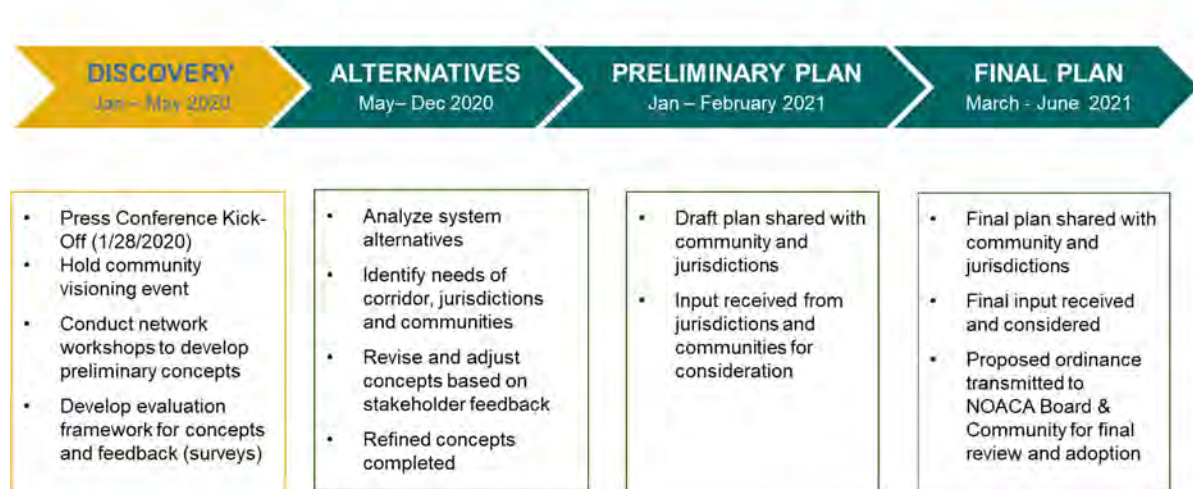 DISCOVERY
Jan – May 2020
ALTERNATIVES
May– Dec 2020
PRELIMINARY PLAN
Jan – February 2021
FINAL PLAN
March - June 2021
• Press Conference Kick-
Off (1/28/2020)
• Hold community
visioning event
• Conduct network
workshops to develop
preliminary concepts
• Develop evaluation
framework for concepts
and feedback (surveys)
• Analyze system
alternatives
• Identify needs of
corridor, jurisdictions
and communities
• Revise and adjust
concepts based on
stakeholder feedback
• Refined concepts
completed
• Draft plan shared with
community and
jurisdictions
• Input received from
jurisdictions and
communities for
consideration
• Final plan shared with
community and
jurisdictions
• Final input received
and considered
• Proposed ordinance
transmitted to
NOACA Board &
Community for final
review and adoption